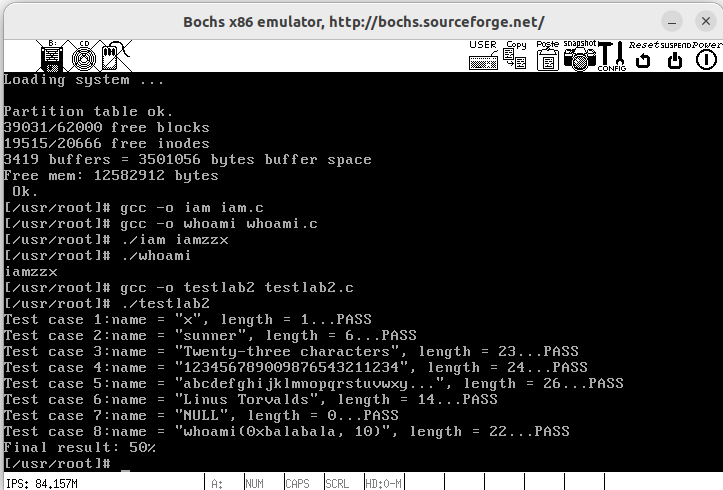 Bochs x86 emulator, http://bochs.sourceforge.net/
B: CD USER Copy Paste snapshot CONFIG Reset SUSPEND Power
Loading system ...
Partition table ok.
39031/62000 free blocks
19515/20666 free inodes
3419 buffers = 3501056 bytes buffer space
Free mem: 12582912 bytes
Ok.
[/usr/root]# gcc -o iam iam.c
[/usr/root]# gcc -o whoami whoami.c
[/usr/root]# ./iam iamzzx
[/usr/root]# ./whoami
iamzzx
[/usr/root]# gcc -o testlab2 testlab2.c
[/usr/root]# ./testlab2
Test case 1:name = "x", length = 1...PASS
Test case 2:name = "sunner", length = 6...PASS
Test case 3:name = "Twenty-three characters", length = 23...PASS
Test case 4:name = "123456789009876543211234", length = 24...PASS
Test case 5:name = "abcdefghijklmnopqrstuvwxy...", length = 26...PASS
Test case 6:name = "Linus Torvalds", length = 14...PASS
Test case 7:name = "NULL", length = 0...PASS
Test case 8:name = "whoami(0xbalabala, 10)", length = 22...PASS
Final result: 50%
[/usr/root]# _
IPS: 84.157M A: NUM CAPS SCRL HD:0-M